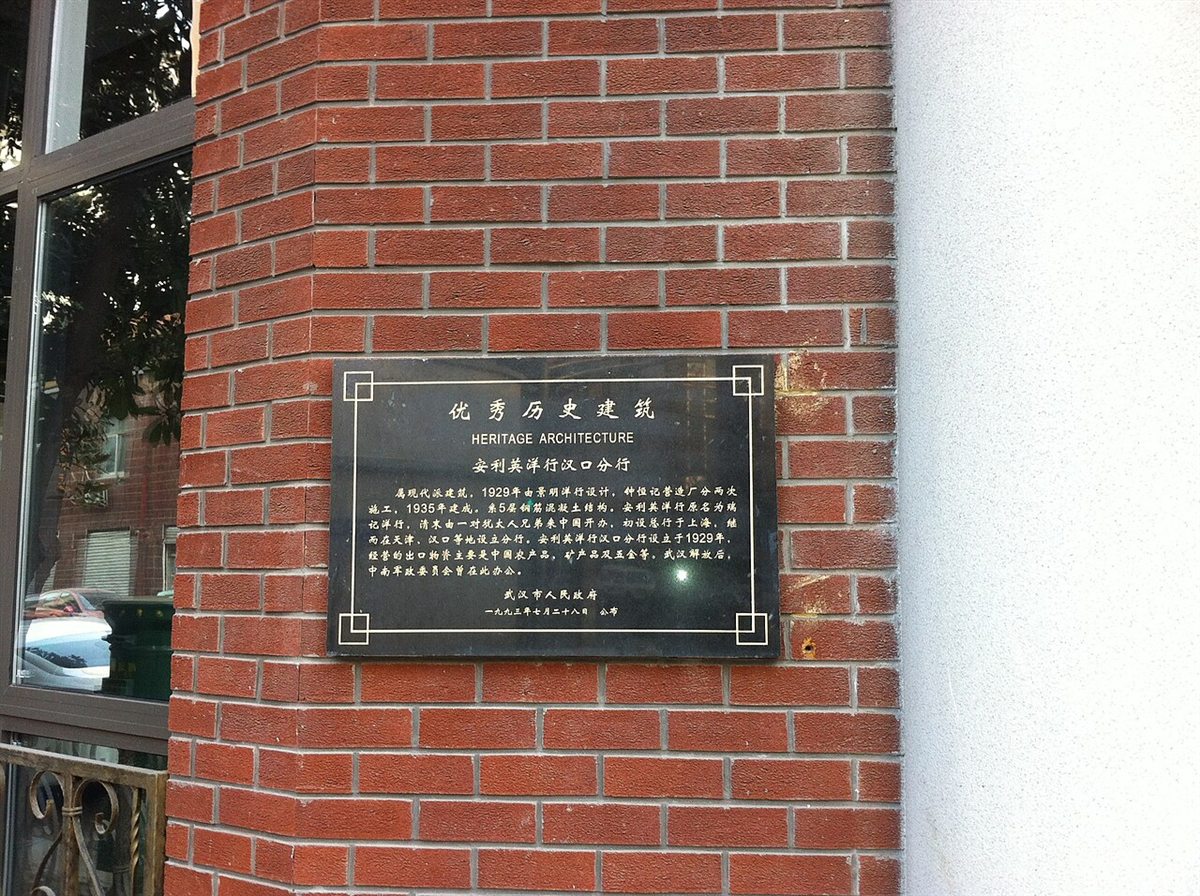 优秀历史建筑
HERITAGE ARCHITECTURE
安利英洋行汉口分行
属现代派建筑，1929年由景明洋行设计，钟恒记营造厂分两次
施工，1935年建成。系5层钢筋混凝土结构。安利英洋行原名为瑞
记洋行，清末由一对犹太人兄弟来中国开办，初设总行于上海，继
而在天津、汉口等地设立分行。安利英洋行汉口分行设立于1929年，
经营的出口物资主要是中国农产品，矿产品及五金等，武汉解放后，
中南军政委员会曾在此办公。
武汉市人民政府
一九九三年七月二十八日 公布